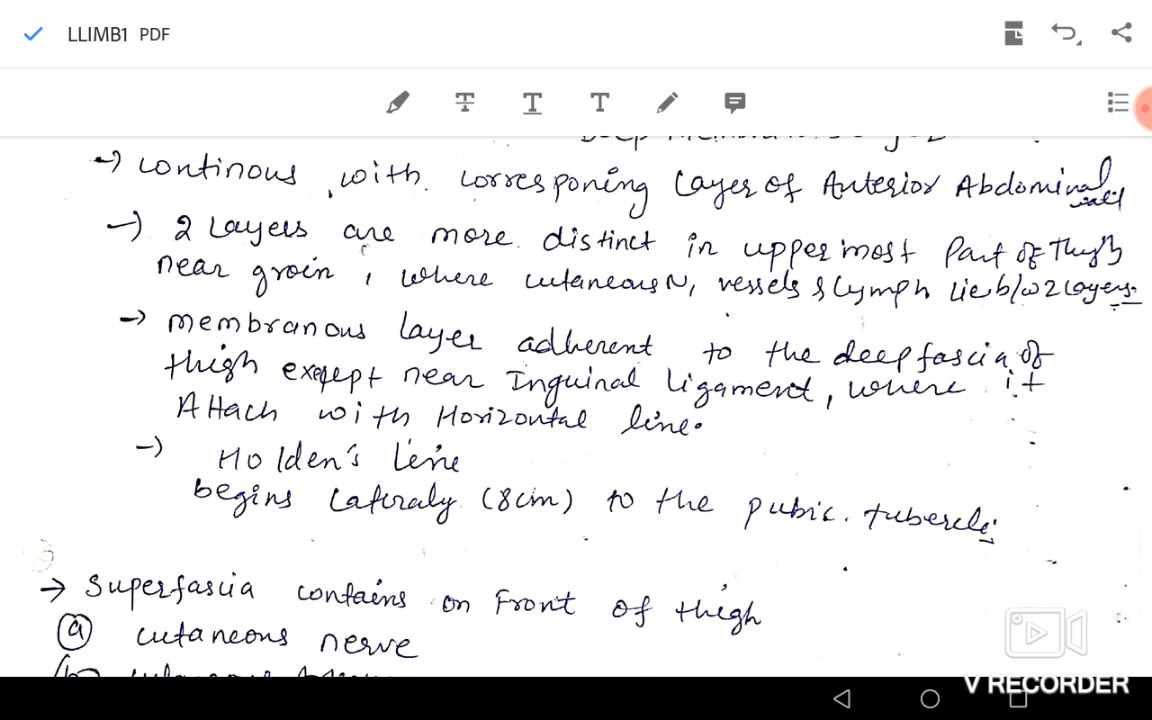 LLIMB1 PDF
→ continous with corresponing Layer of Anterior Abdominal wall
→ 2 Layers are more distinct in upper most Part of Thigh
near groin, where cutaneous N, vessels & Lymph lie b/w 2 Layers.
→ membranous layer adherent to the deep fascia of
thigh except near Inguinal ligament, where it
Attach with Horizontal line.
→ Holden's Line
begins Lateraly (8cm) to the pubic. tubercle
→ Superfascia contains on Front of thigh
(a) cutaneous nerve
(b) cutaneous
V RECORDER